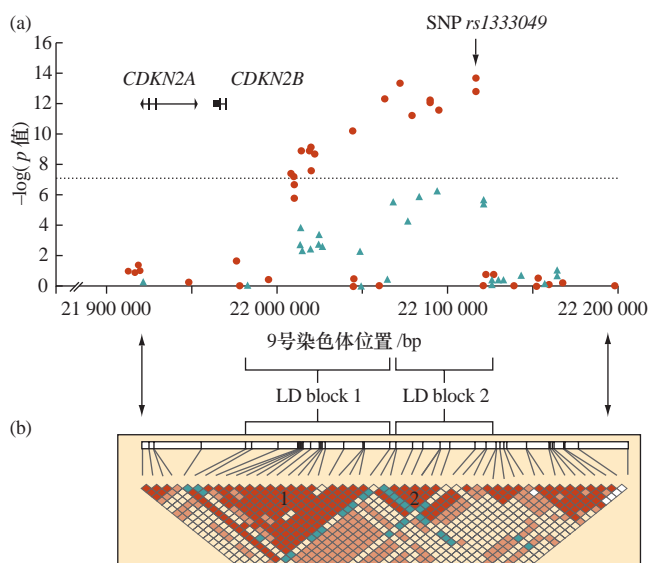 (a)
SNP rs1333049
16
14
12
10
8
6
4
2
0
–log(p 值)
CDKN2A
CDKN2B
21 900 000
22 000 000
22 100 000
22 200 000
9号染色体位置 /bp
LD block 1
LD block 2
(b)
1
2